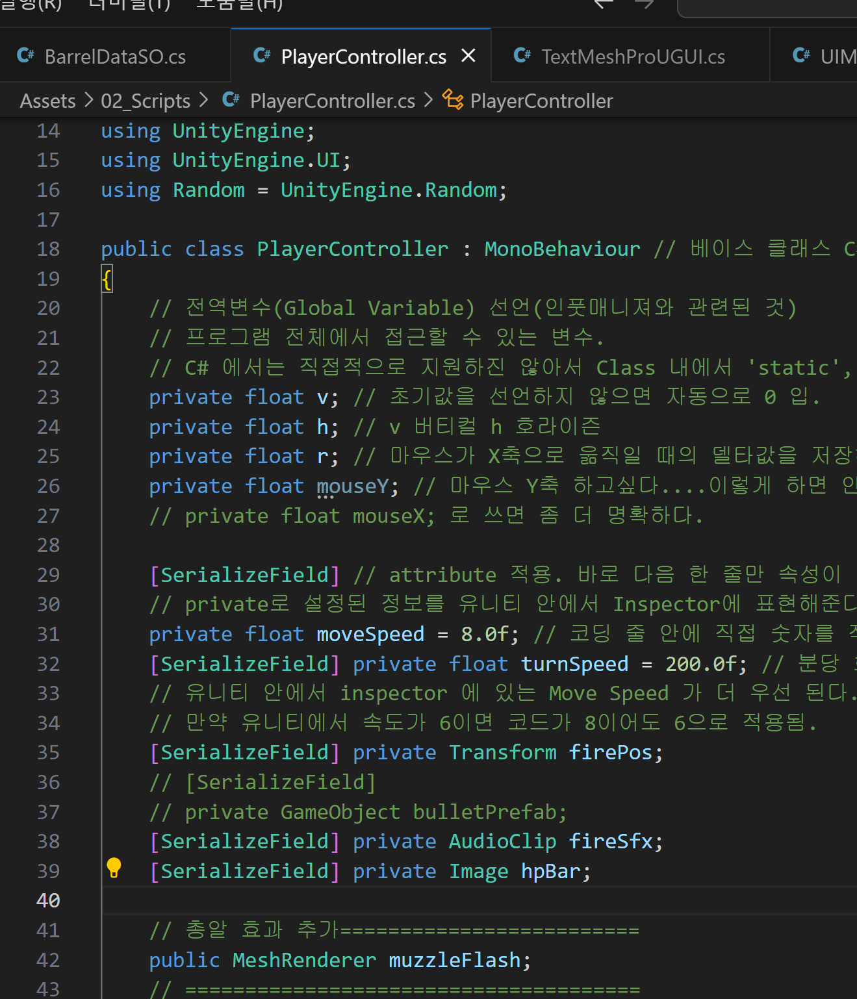 실행(R) 터미널(T) 도움말(H)
BarrelDataSO.cs PlayerController.cs TextMeshProUGUI.cs UIM
Assets > 02_Scripts > PlayerController.cs > PlayerController
14 using UnityEngine;
15 using UnityEngine.UI;
16 using Random = UnityEngine.Random;
17
18 public class PlayerController : MonoBehaviour // 베이스 클래스 C
19 {
20 // 전역변수(Global Variable) 선언(인풋매니져와 관련된 것)
21 // 프로그램 전체에서 접근할 수 있는 변수.
22 // C# 에서는 직접적으로 지원하진 않아서 Class 내에서 'static',
23 private float v; // 초기값을 선언하지 않으면 자동으로 0 입.
24 private float h; // v 버티컬 h 호라이즌
25 private float r; // 마우스가 X축으로 옮직일 때의 델타값을 저장
26 private float mouseY; // 마우스 Y축 하고싶다....이렇게 하면 인
27 // private float mouseX; 로 쓰면 좀 더 명확하다.
28
29 [SerializeField] // attribute 적용. 바로 다음 한 줄만 속성이
30 // private로 설정된 정보를 유니티 안에서 Inspector에 표현해준다
31 private float moveSpeed = 8.0f; // 코딩 줄 안에 직접 숫자를
32 [SerializeField] private float turnSpeed = 200.0f; // 분당
33 // 유니티 안에서 inspector 에 있는 Move Speed 가 더 우선 된다.
34 // 만약 유니티에서 속도가 6이면 코드가 8이어도 6으로 적용됨.
35 [SerializeField] private Transform firePos;
36 // [SerializeField]
37 // private GameObject bulletPrefab;
38 [SerializeField] private AudioClip fireSfx;
39 [SerializeField] private Image hpBar;
40
41 // 총알 효과 추가=========================
42 public MeshRenderer muzzleFlash;
43 // ======================================